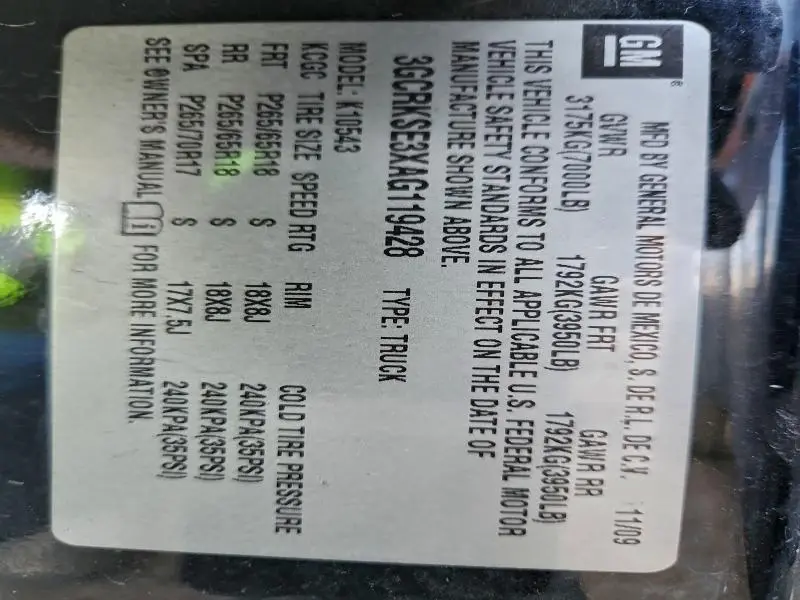 GM®
MFD BY GENERAL MOTORS DE MEXICO, S. DE R.L. DE C.V. 11/09
GVWR GAWR FRT GAWR RR
3175KG(7000LB) 1792KG(3950LB) 1792KG(3950LB)
THIS VEHICLE CONFORMS TO ALL APPLICABLE U.S. FEDERAL MOTOR
VEHICLE SAFETY STANDARDS IN EFFECT ON THE DATE OF
MANUFACTURE SHOWN ABOVE.
3GCRKSE3XAG119428 TYPE: TRUCK
MODEL: K10543
KCCC TIRE SIZE SPEED RTG RIM COLD TIRE PRESSURE
FRT P265/65R18 S 18X8J 240KPA(35PSI)
RR P265/65R18 S 18X8J 240KPA(35PSI)
SPA P265/70R17 S 17X7.5J 240KPA(35PSI)
SEE OWNER'S MANUAL FOR MORE INFORMATION.